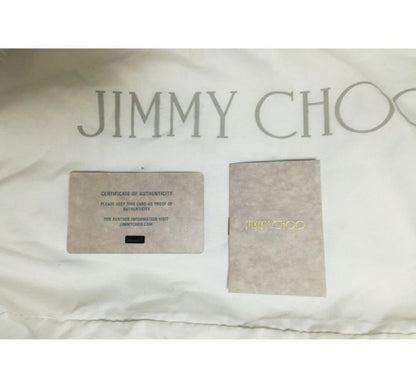 JIMMY CHOO
CERTIFICATE OF AUTHENTICITY
PLEASE KEEP THIS CARD AS PROOF OF
AUTHENTICITY
FOR FURTHER INFORMATION VISIT
JIMMYCHOO.COM
JIMMY CHOO